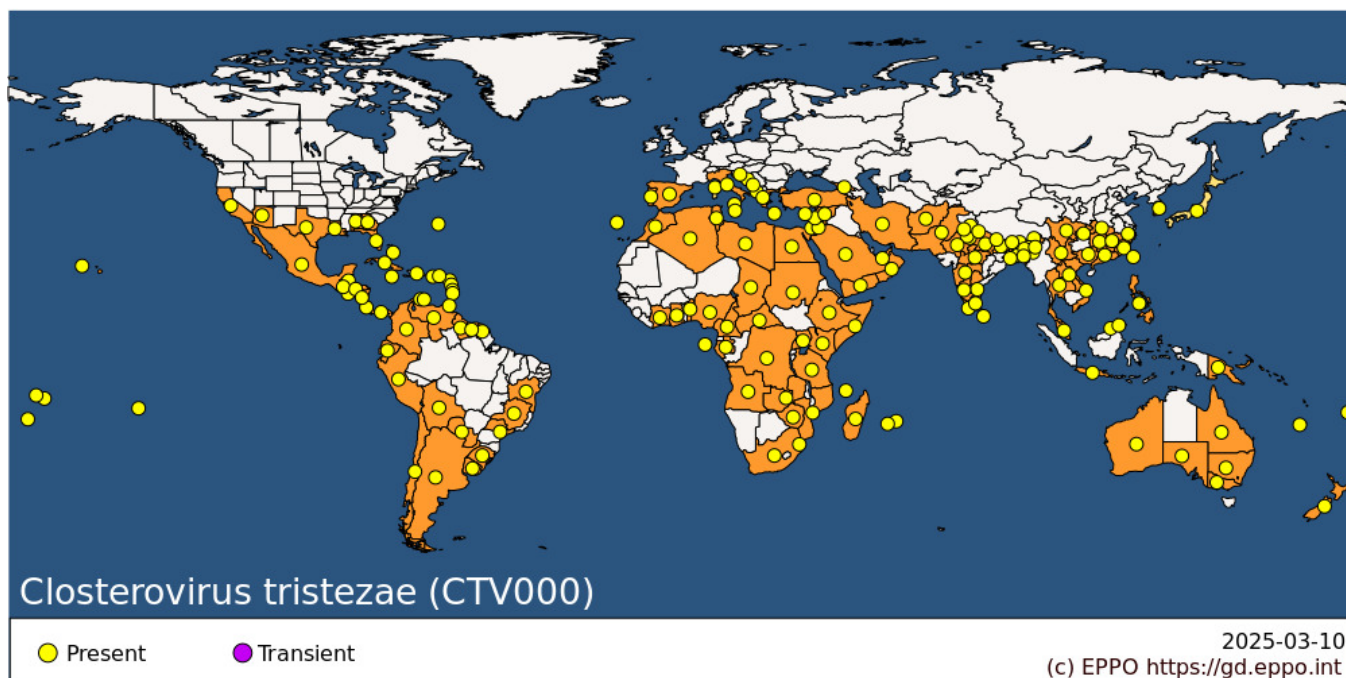 Closterovirus tristezae (CTV000)
Present
Transient
2025-03-10
(c) EPPO https://gd.eppo.int